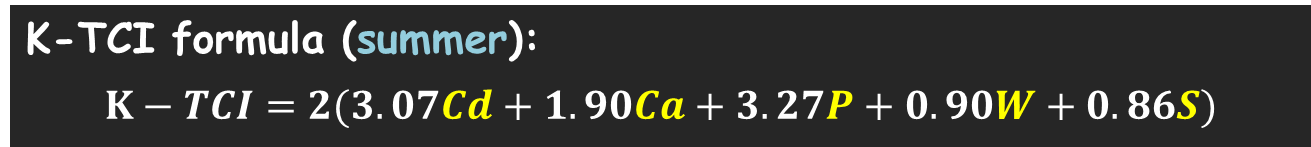 K-TCI formula (summer):
K − TCI = 2(3.07Cd + 1.90Ca + 3.27P + 0.90W + 0.86S)